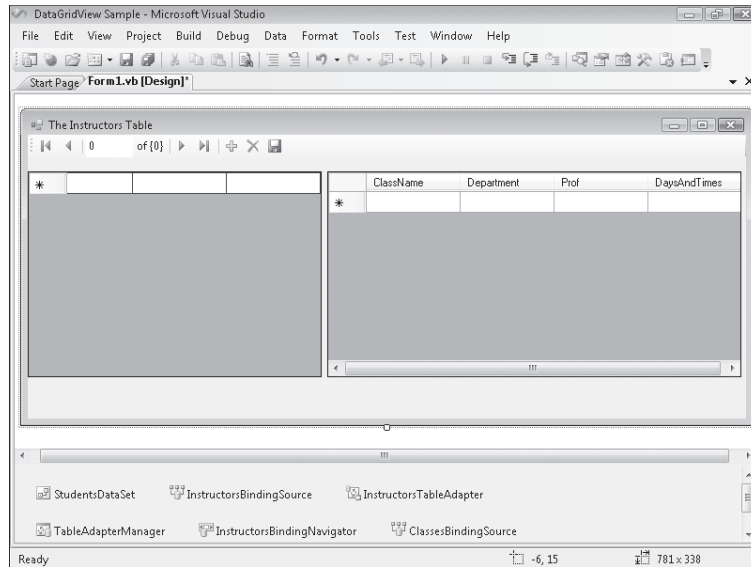 DataGridView Sample - Microsoft Visual Studio
File Edit View Project Build Debug Data Format Tools Test Window Help
Start Page Form1.vb [Design]*
The Instructors Table
0 of {0}
ClassName Department Prof DaysAndTimes
StudentsDataSet InstructorsBindingSource InstructorsTableAdapter
TableAdapterManager InstructorsBindingNavigator ClassesBindingSource
Ready -6, 15 781 x 338